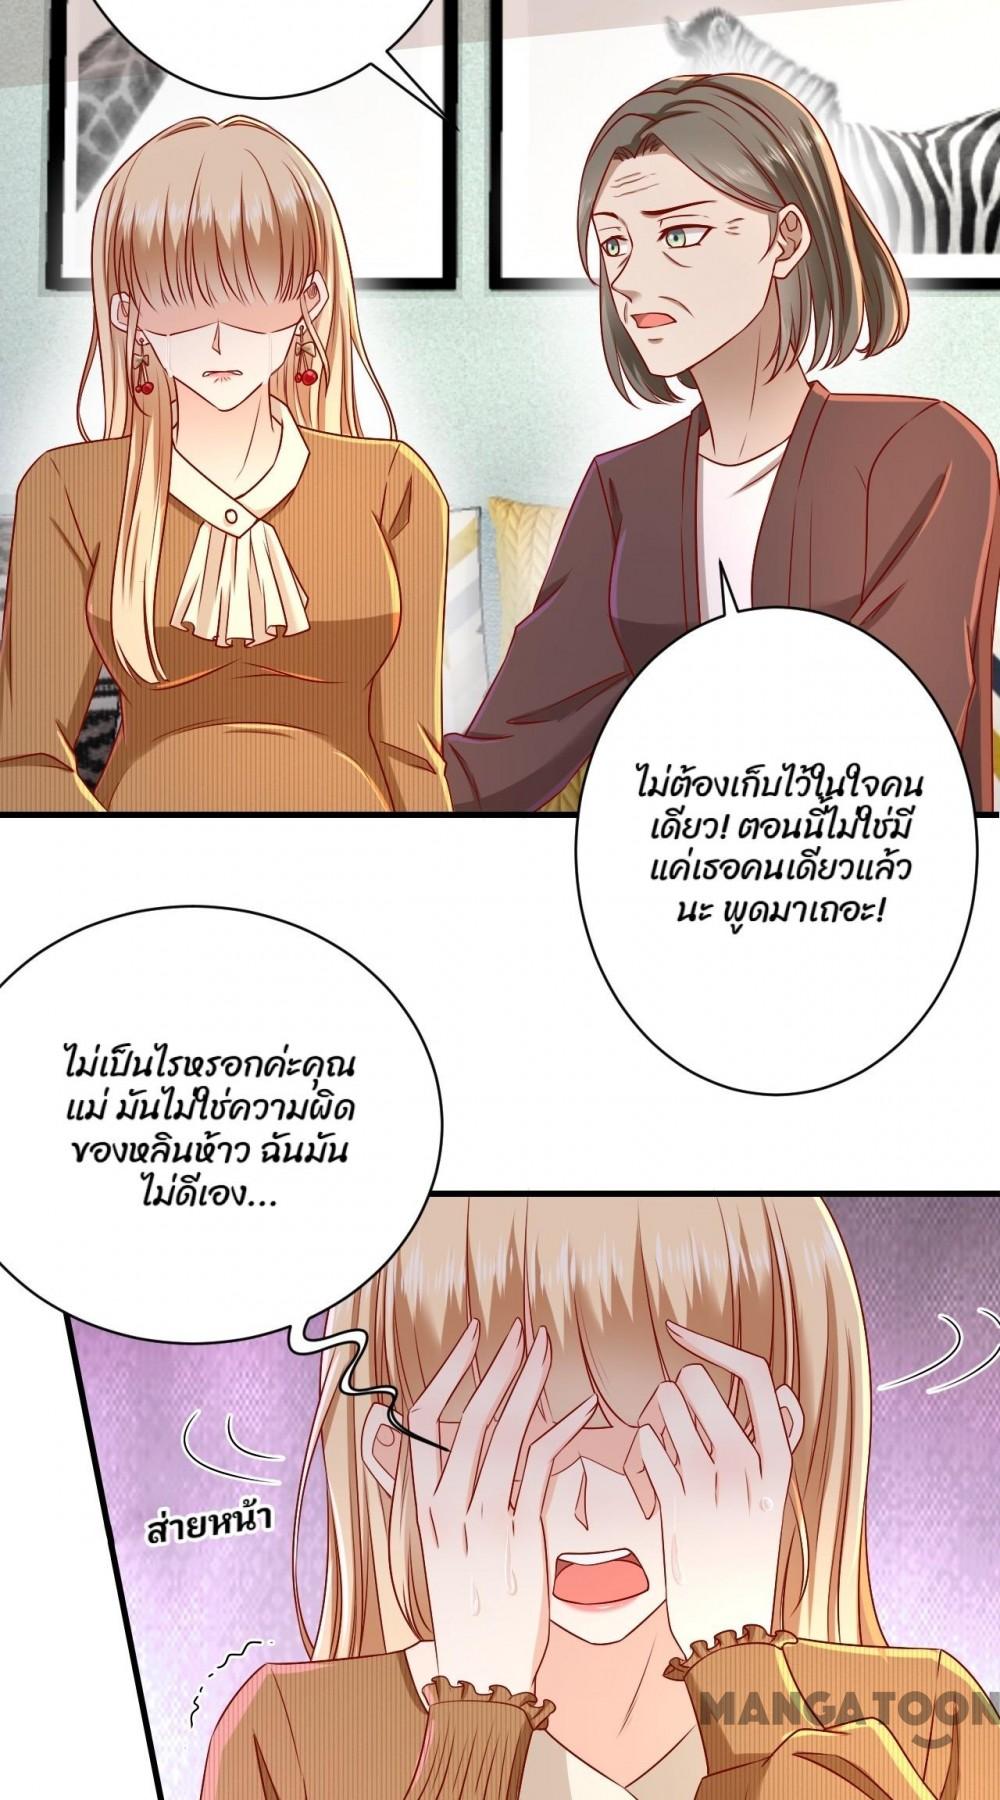 ไม่ต้องเก็บไว้ในใจคน
เดียว! ตอนนี้ไม่ใช่มี
แค่เธอคนเดียวแล้ว
นะ พูดมาเถอะ!
ไม่เป็นไรหรอกค่ะคุณ
แม่ มันไม่ใช่ความผิด
ของหลินห้าว ฉันมัน
ไม่ดีเอง...
ส่ายหน้า
MANGATOON